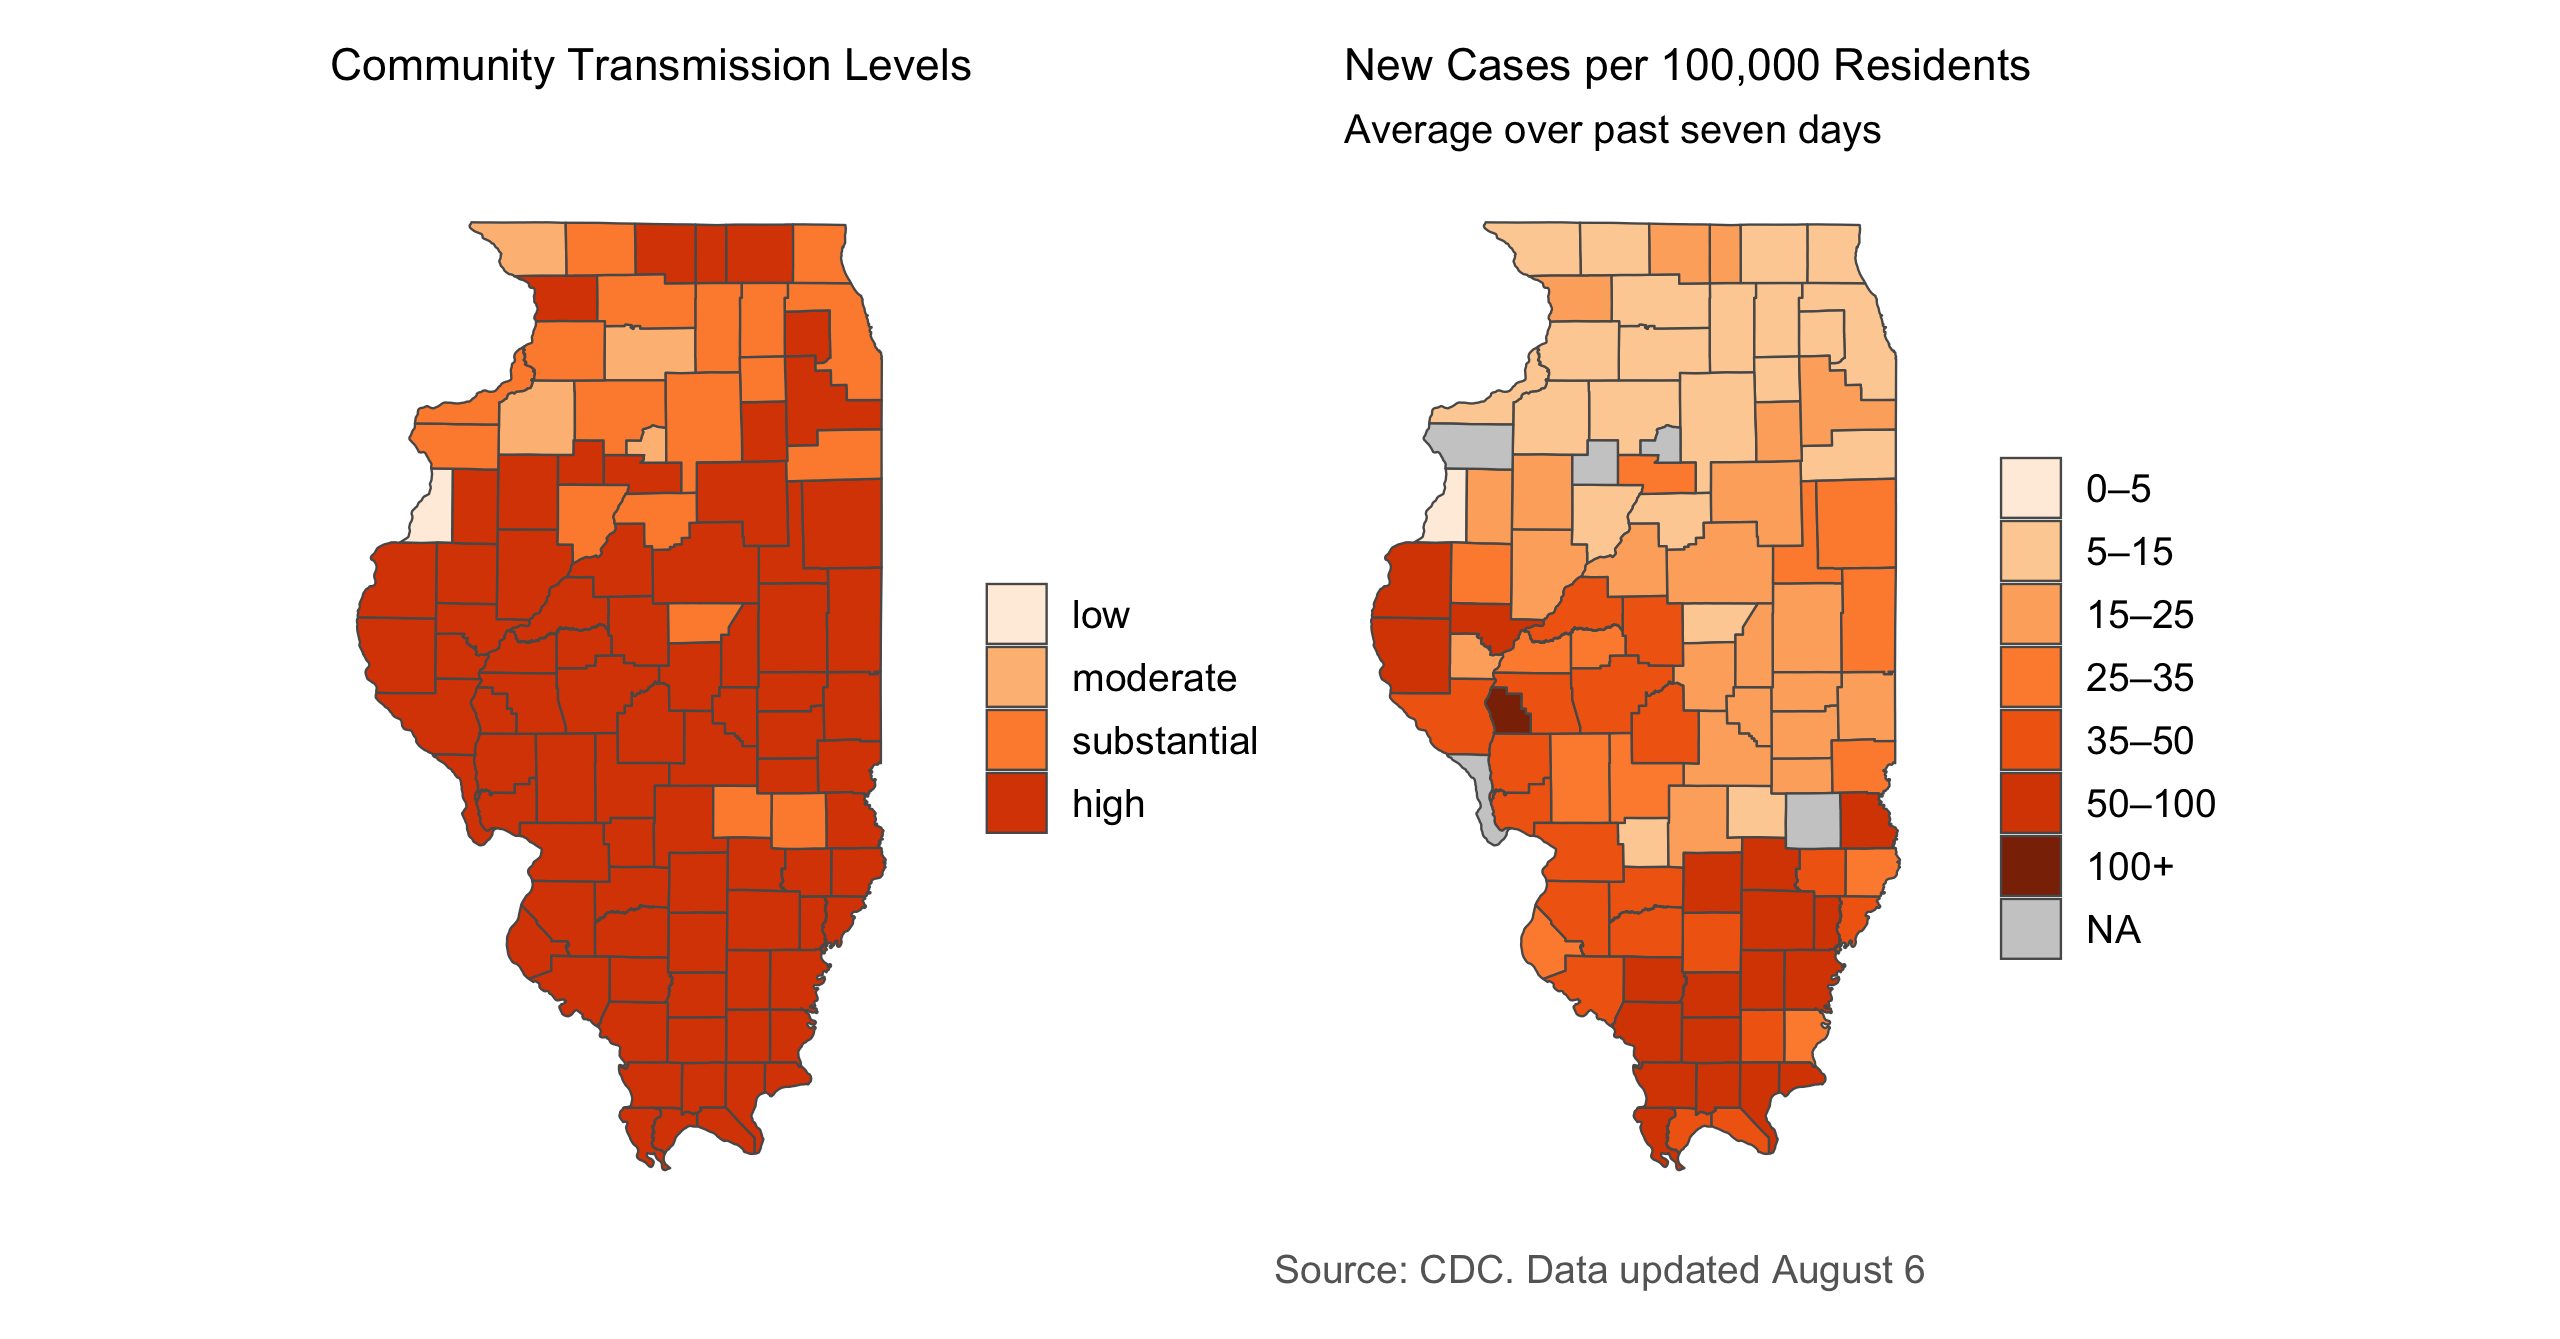 Community Transmission Levels
low
moderate
substantial
high
New Cases per 100,000 Residents
Average over past seven days
0–5
5–15
15–25
25–35
35–50
50–100
100+
NA
Source: CDC. Data updated August 6